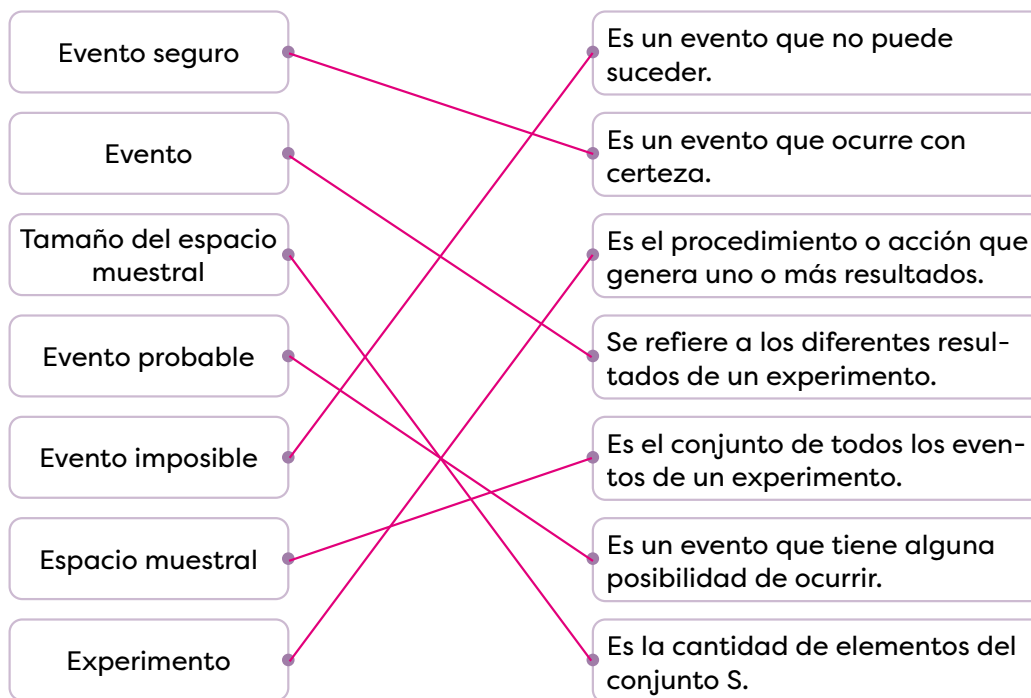 Evento seguro
Evento
Tamaño del espacio
muestral
Evento probable
Evento imposible
Espacio muestral
Experimento
Es un evento que no puede
suceder.
Es un evento que ocurre con
certeza.
Es el procedimiento o acción que
genera uno o más resultados.
Se refiere a los diferentes resul-
tados de un experimento.
Es el conjunto de todos los even-
tos de un experimento.
Es un evento que tiene alguna
posibilidad de ocurrir.
Es la cantidad de elementos del
conjunto S.